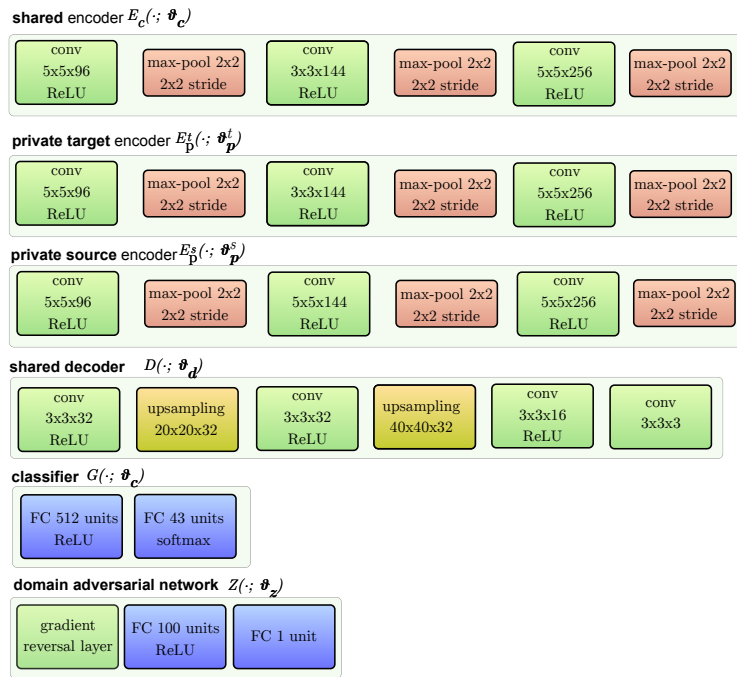 shared encoder E_c(·; ϑ_c)
conv
5x5x96
ReLU
max-pool 2x2
2x2 stride
conv
3x3x144
ReLU
max-pool 2x2
2x2 stride
conv
5x5x256
ReLU
max-pool 2x2
2x2 stride
private target encoder E_p^t(·; ϑ_p^t)
conv
5x5x96
ReLU
max-pool 2x2
2x2 stride
conv
3x3x144
ReLU
max-pool 2x2
2x2 stride
conv
5x5x256
ReLU
max-pool 2x2
2x2 stride
private source encoder E_p^s(·; ϑ_p^s)
conv
5x5x96
ReLU
max-pool 2x2
2x2 stride
conv
5x5x144
ReLU
max-pool 2x2
2x2 stride
conv
5x5x256
ReLU
max-pool 2x2
2x2 stride
shared decoder D(·; ϑ_d)
conv
3x3x32
ReLU
upsampling
20x20x32
conv
3x3x32
ReLU
upsampling
40x40x32
conv
3x3x16
ReLU
conv
3x3x3
classifier G(·; ϑ_c)
FC 512 units
ReLU
FC 43 units
softmax
domain adversarial network Z(·; ϑ_z)
gradient
reversal layer
FC 100 units
ReLU
FC 1 unit